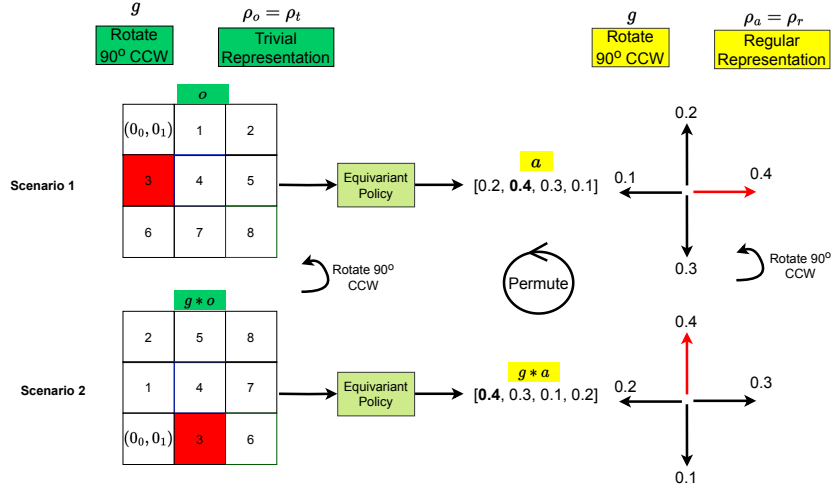 g
ρ_o = ρ_t
g
ρ_a = ρ_r
Rotate
90° CCW
Trivial
Representation
Rotate
90° CCW
Regular
Representation
o
(0₀, 0₁) 1 2
3 4 5
6 7 8
Scenario 1
Equivariant
Policy
a
[0.2, 0.4, 0.3, 0.1]
0.2
0.1
0.4
0.3
Rotate 90°
CCW
Permute
Rotate 90°
CCW
g * o
2 5 8
1 4 7
(0₀, 0₁) 3 6
Scenario 2
Equivariant
Policy
g * a
[0.4, 0.3, 0.1, 0.2]
0.4
0.2
0.3
0.1